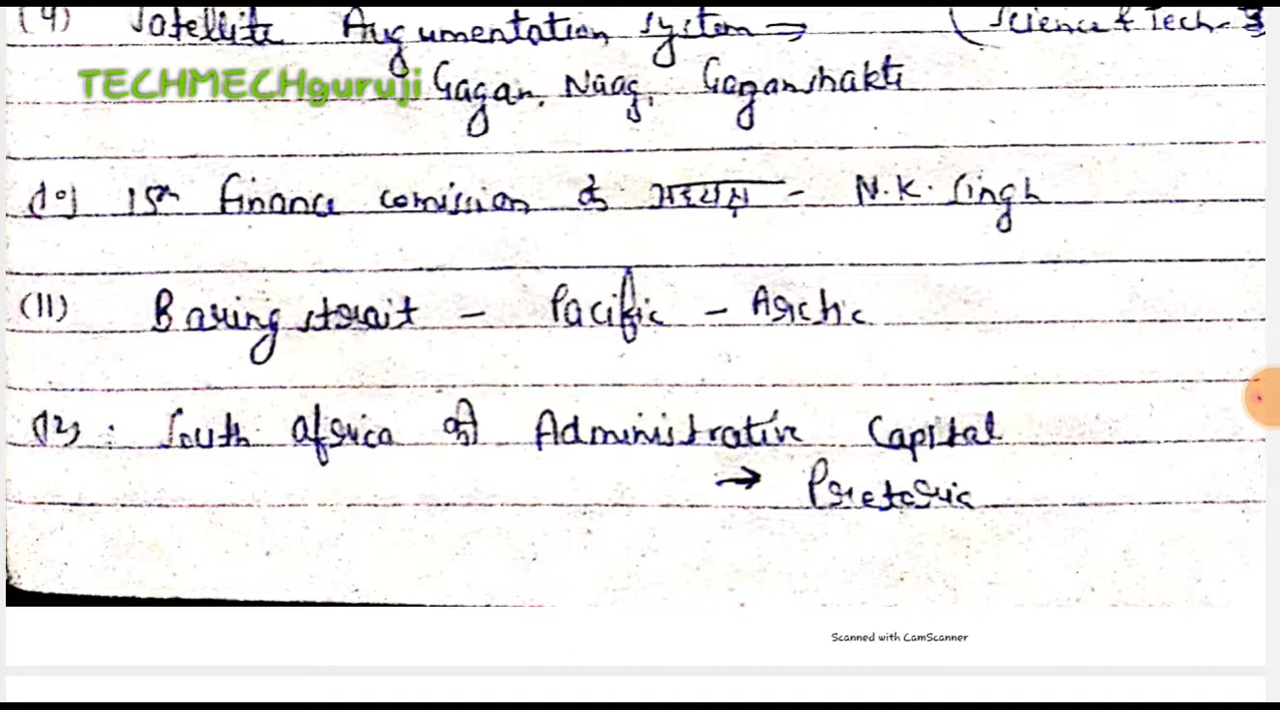 (9) Satellite Augmentation System ⇒ (Science & Tech-
TECHMECHguruji Gagan, Naag, Gaganshakti
(10) 15th Finance comission के अध्यक्ष - N.K. Singh
(11) Baring strait - Pacific - Arctic
(12) : South Africa की Administrative Capital
→ Pretoria
Scanned with CamScanner